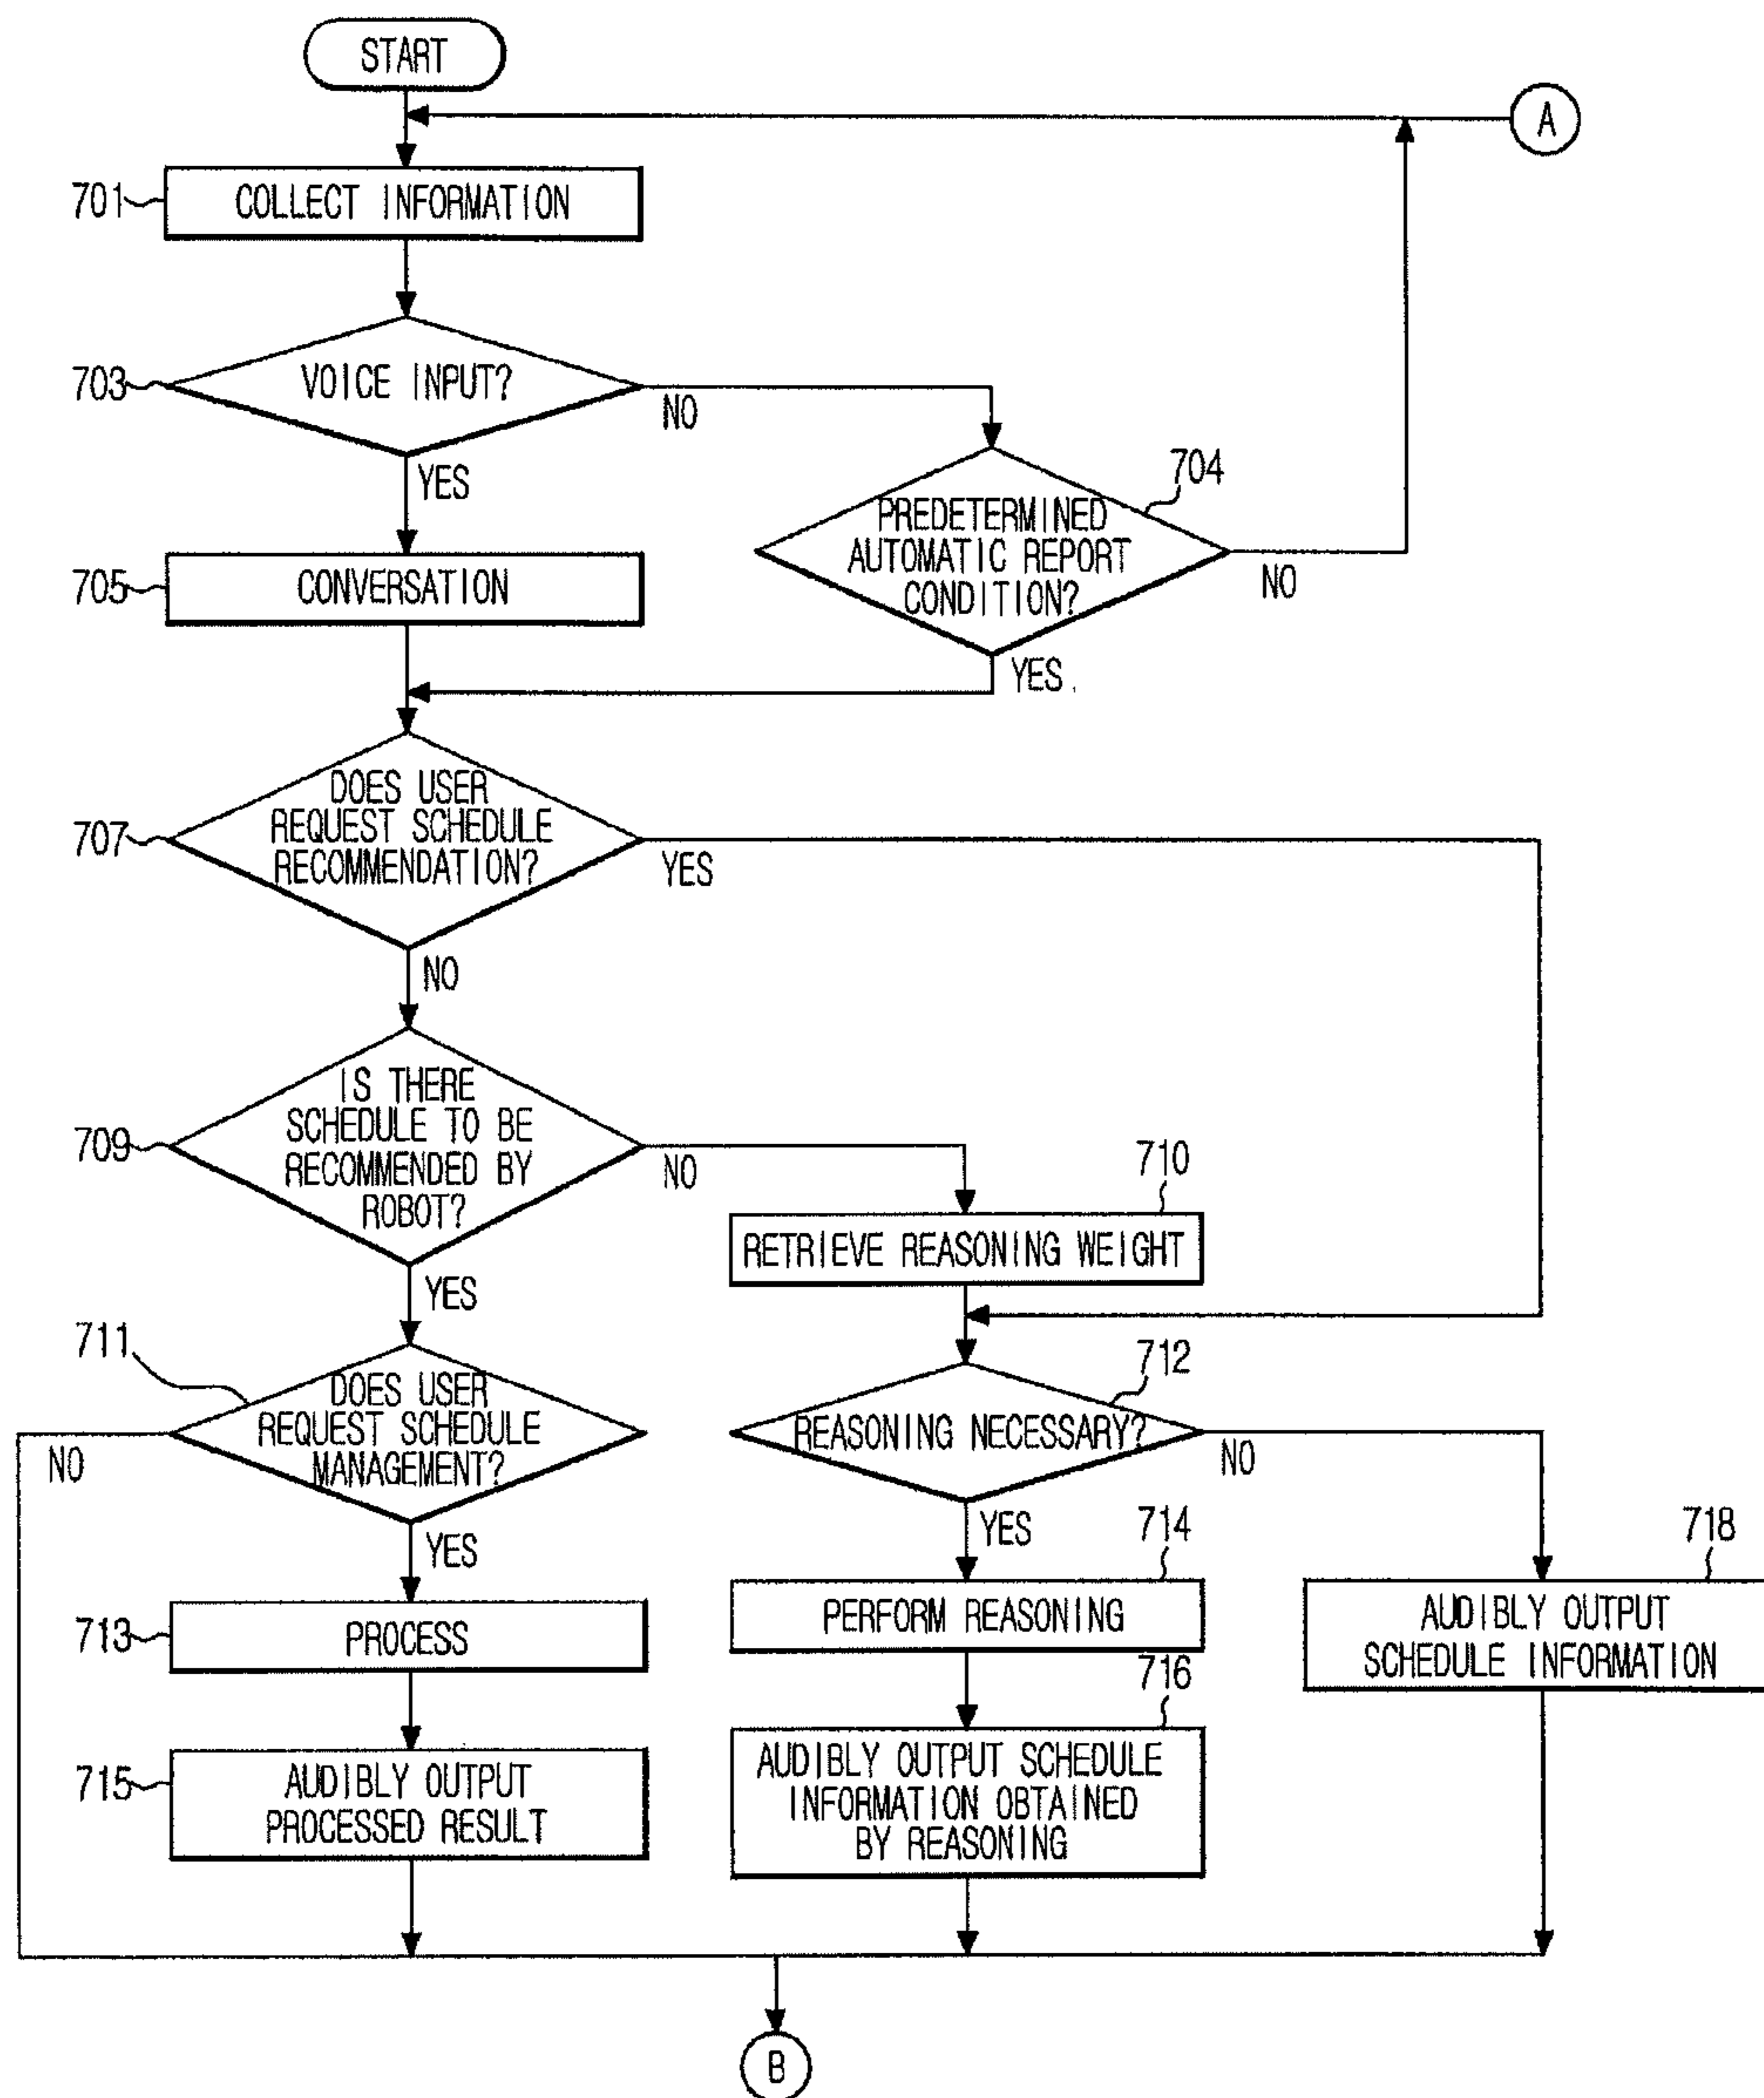 START
A
701
COLLECT INFORMATION
703
VOICE INPUT?
NO
YES
704
PREDETERMINED
AUTOMATIC REPORT
CONDITION?
NO
YES
705
CONVERSATION
707
DOES USER
REQUEST SCHEDULE
RECOMMENDATION?
YES
NO
709
IS THERE
SCHEDULE TO BE
RECOMMENDED BY
ROBOT?
NO
YES
710
RETRIEVE REASONING WEIGHT
711
DOES USER
REQUEST SCHEDULE
MANAGEMENT?
NO
YES
712
REASONING NECESSARY?
NO
YES
713
PROCESS
714
PERFORM REASONING
718
AUDIBLY OUTPUT
SCHEDULE INFORMATION
715
AUDIBLY OUTPUT
PROCESSED RESULT
716
AUDIBLY OUTPUT SCHEDULE
INFORMATION OBTAINED
BY REASONING
B